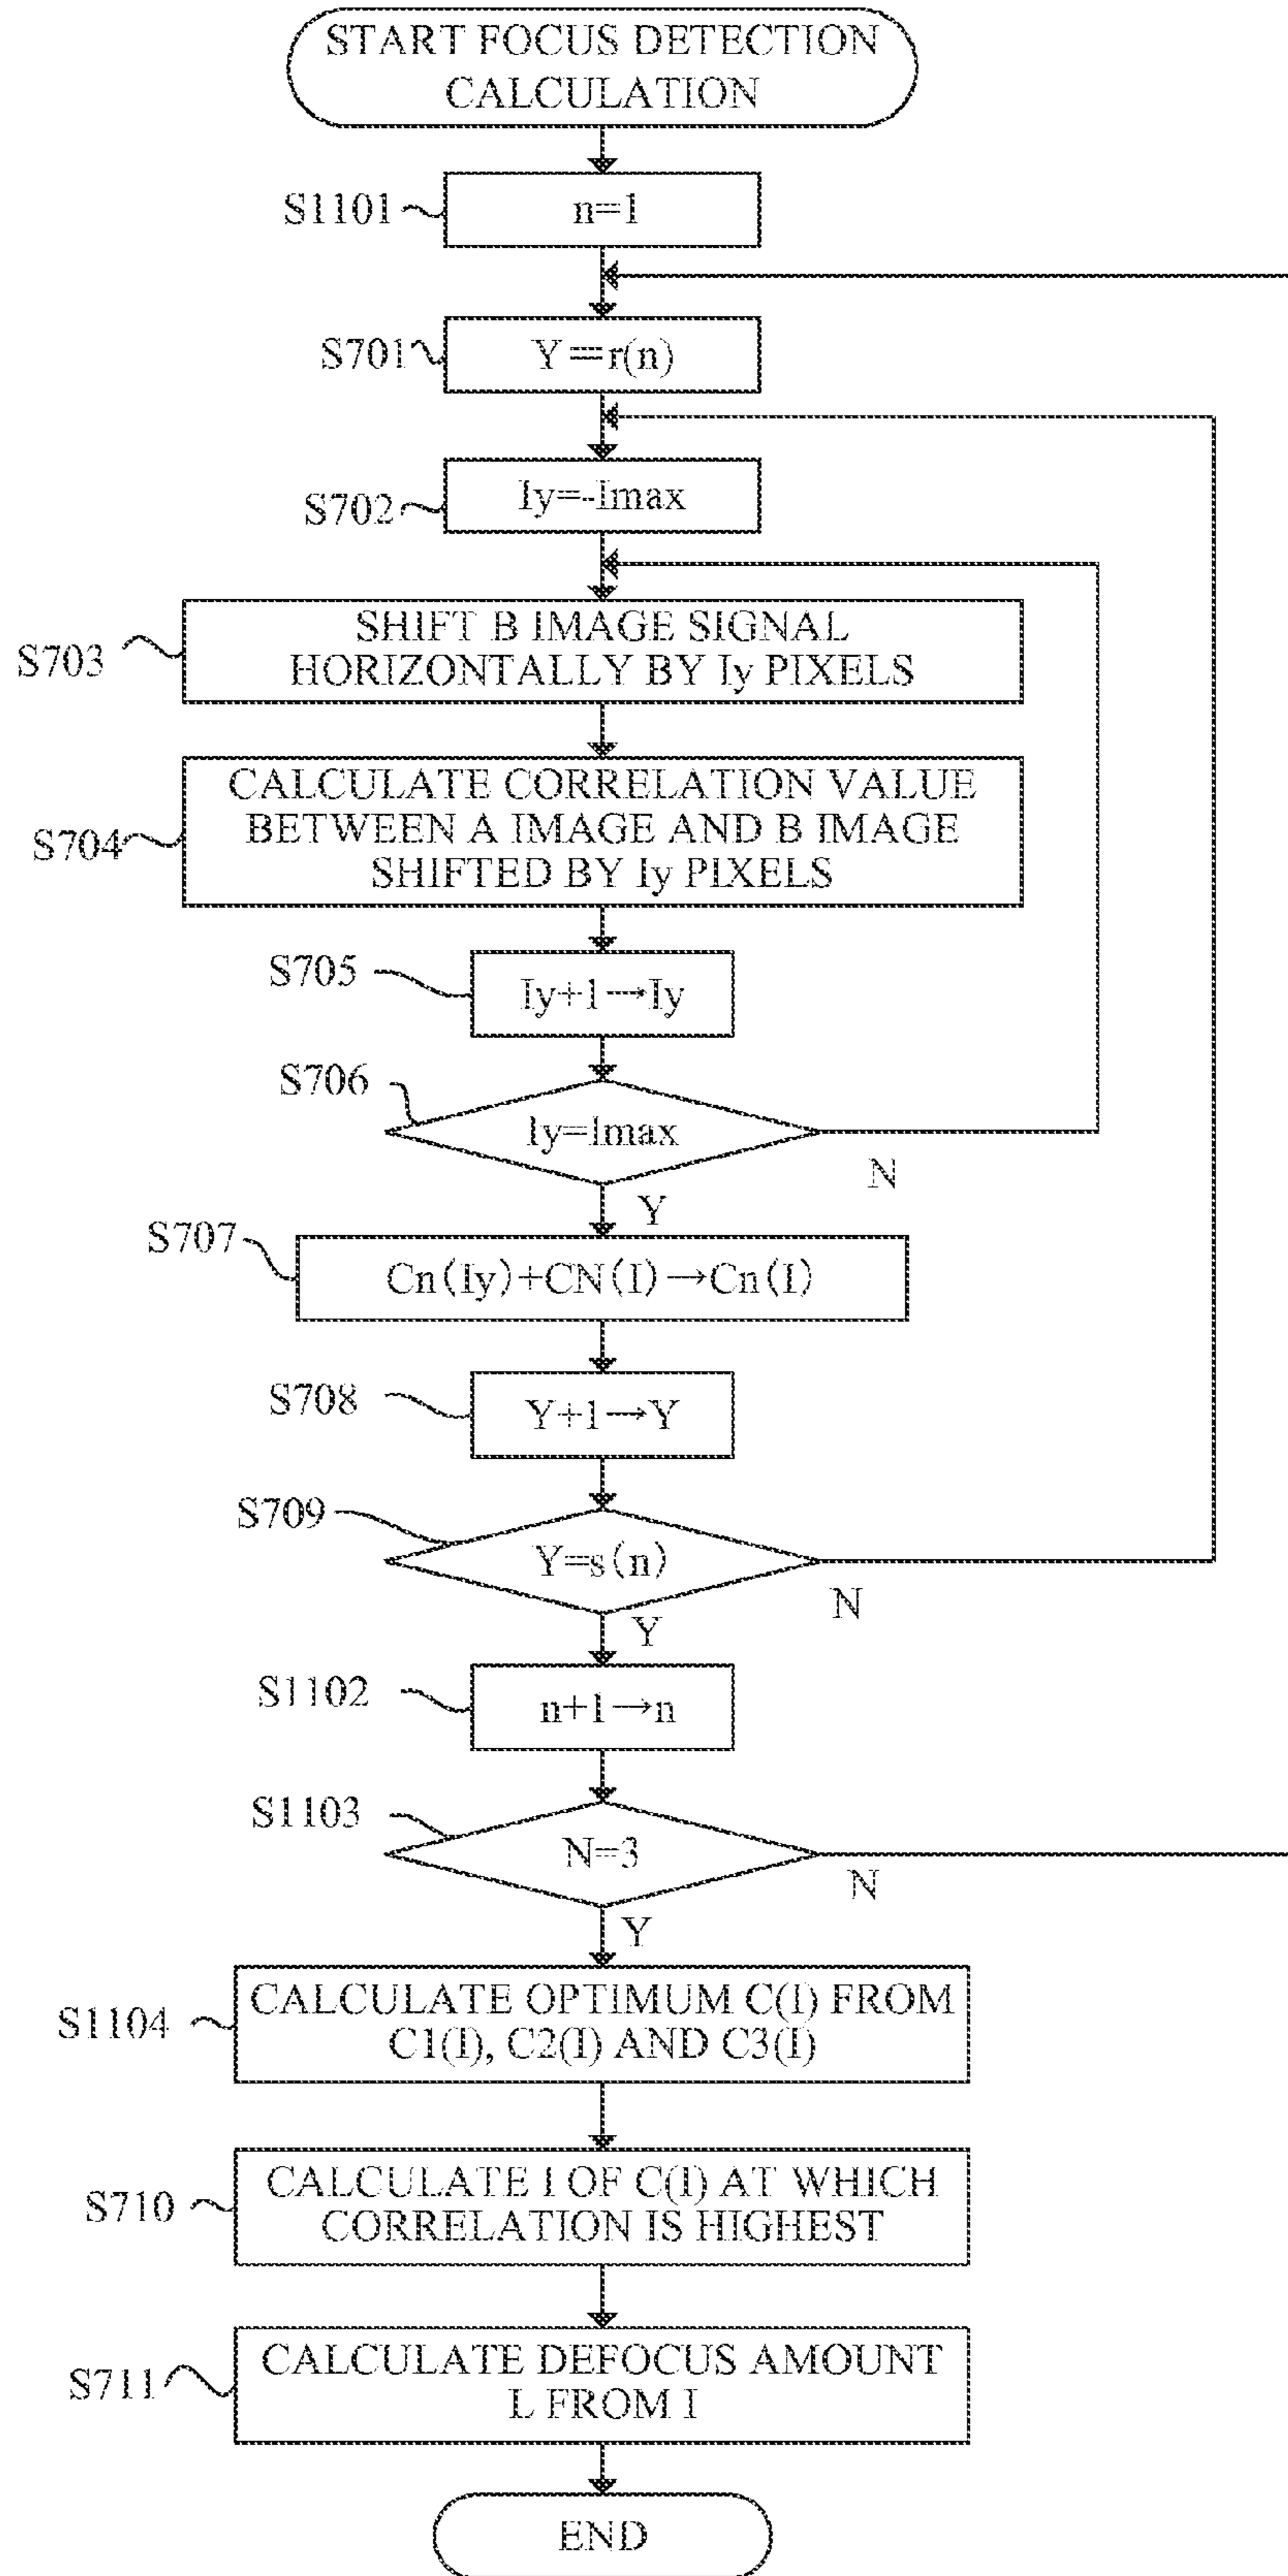 START FOCUS DETECTION
CALCULATION
S1101
n=1
S701
Y=r(n)
S702
Iy=-Imax
S703
SHIFT B IMAGE SIGNAL
HORIZONTALLY BY Iy PIXELS
S704
CALCULATE CORRELATION VALUE
BETWEEN A IMAGE AND B IMAGE
SHIFTED BY Iy PIXELS
S705
Iy+1→Iy
S706
Iy=Imax
N
Y
S707
Cn(Iy)+CN(I)→Cn(I)
S708
Y+1→Y
S709
Y=s(n)
N
Y
S1102
n+1→n
S1103
N=3
N
Y
S1104
CALCULATE OPTIMUM C(I) FROM
C1(I), C2(I) AND C3(I)
S710
CALCULATE I OF C(I) AT WHICH
CORRELATION IS HIGHEST
S711
CALCULATE DEFOCUS AMOUNT
L FROM I
END